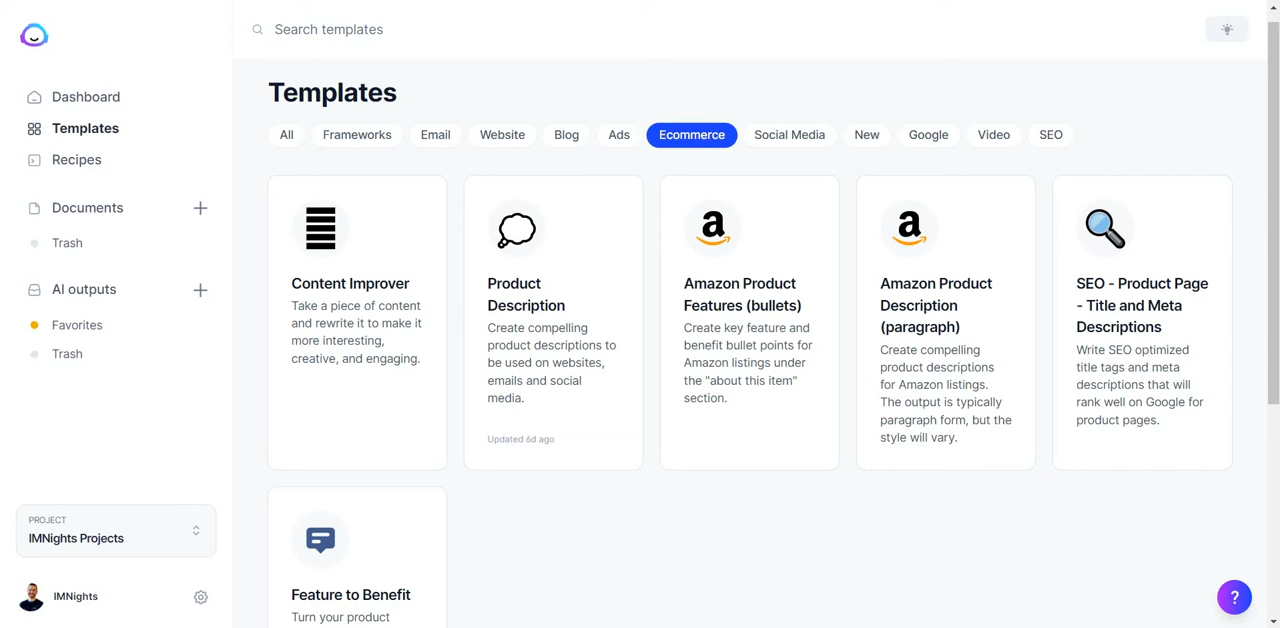 Search templates
Dashboard
Templates
Recipes
Documents
Trash
AI outputs
Favorites
Trash
PROJECT
IMNights Projects
IMNights
Templates
All Frameworks Email Website Blog Ads Ecommerce Social Media New Google Video SEO
Content Improver
Take a piece of content
and rewrite it to make it
more interesting,
creative, and engaging.
Product
Description
Create compelling
product descriptions to
be used on websites,
emails and social
media.
Updated 6d ago
a
Amazon Product
Features (bullets)
Create key feature and
benefit bullet points for
Amazon listings under
the "about this item"
section.
a
Amazon Product
Description
(paragraph)
Create compelling
product descriptions
for Amazon listings.
The output is typically
paragraph form, but the
style will vary.
SEO - Product Page
- Title and Meta
Descriptions
Write SEO optimized
title tags and meta
descriptions that will
rank well on Google for
product pages.
Feature to Benefit
Turn your product
?